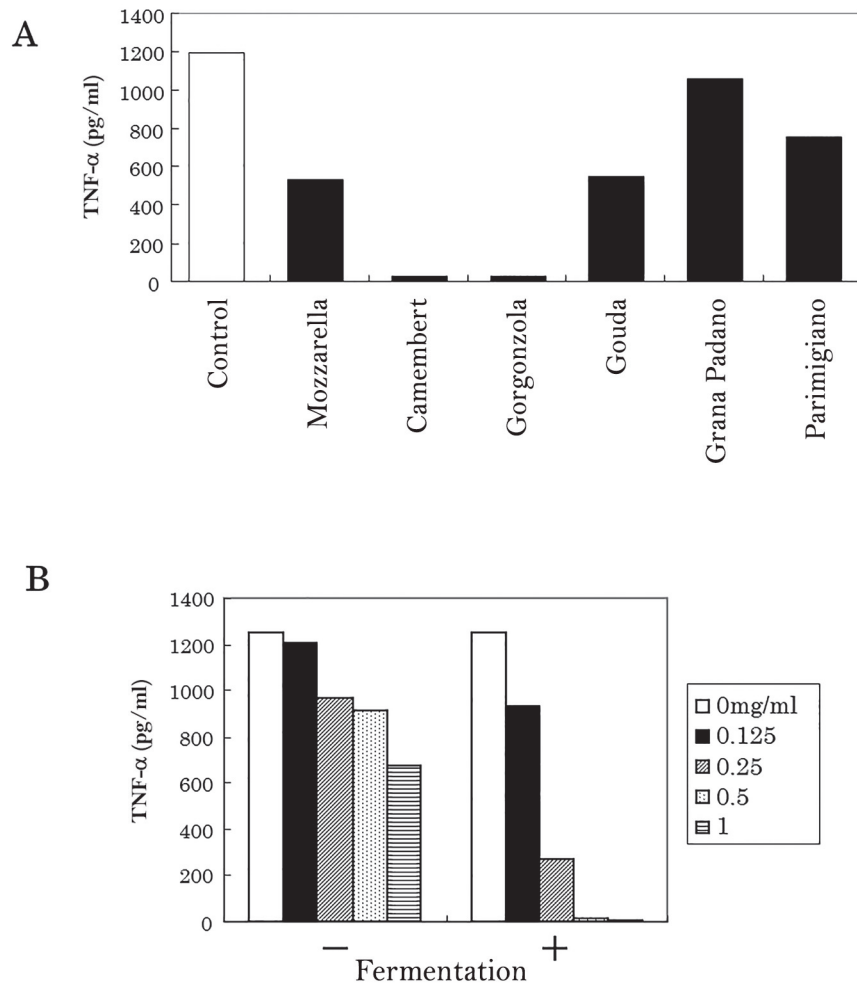 A
TNF-α (pg/ml)
1400
1200
1000
800
600
400
200
0
Control
Mozzarella
Camembert
Gorgonzola
Gouda
Grana Padano
Parimigiano
B
TNF-α (pg/ml)
1400
1200
1000
800
600
400
200
0
− +
Fermentation
0mg/ml
0.125
0.25
0.5
1